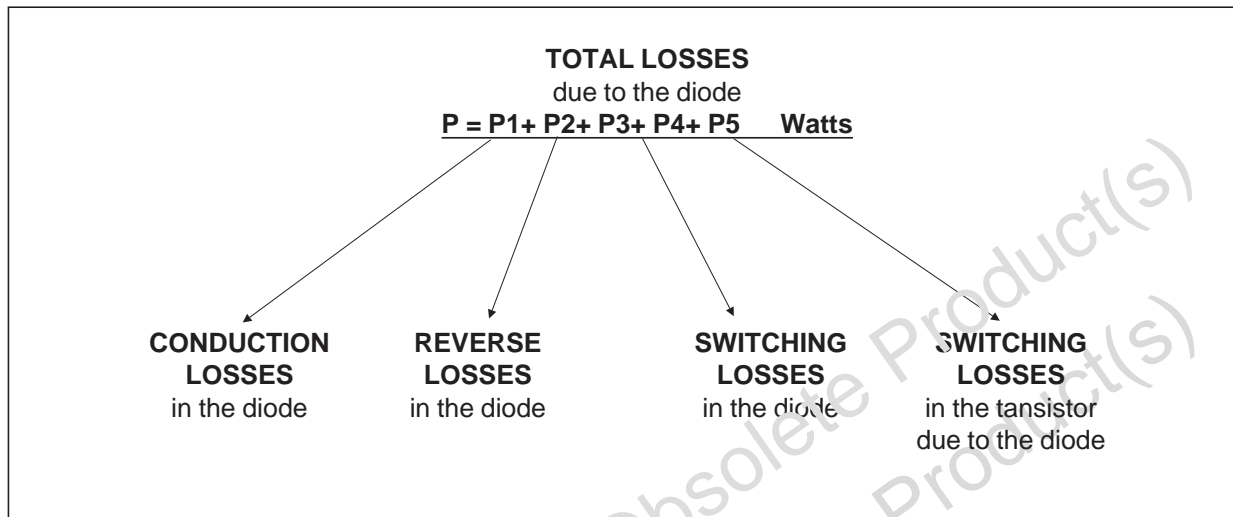 TOTAL LOSSES
due to the diode
P = P1+ P2+ P3+ P4+ P5 Watts
CONDUCTION
LOSSES
in the diode
REVERSE
LOSSES
in the diode
SWITCHING
LOSSES
in the diode
SWITCHING
LOSSES
in the tansistor
due to the diode
Obsolete Product(s)
Product(s)